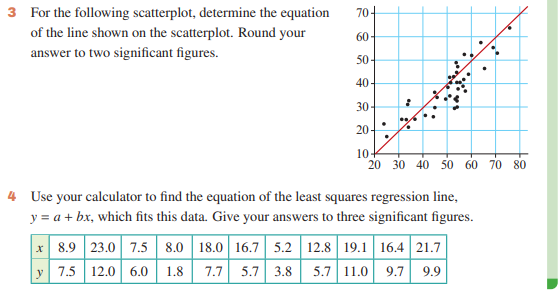 3 For the following scatterplot, determine the equation
of the line shown on the scatterplot. Round your
answer to two significant figures.
70
60
50
40
30
20
10
20 30 40 50 60 70 80
4 Use your calculator to find the equation of the least squares regression line,
y = a + bx, which fits this data. Give your answers to three significant figures.
x 8.9 23.0 7.5 8.0 18.0 16.7 5.2 12.8 19.1 16.4 21.7
y 7.5 12.0 6.0 1.8 7.7 5.7 3.8 5.7 11.0 9.7 9.9